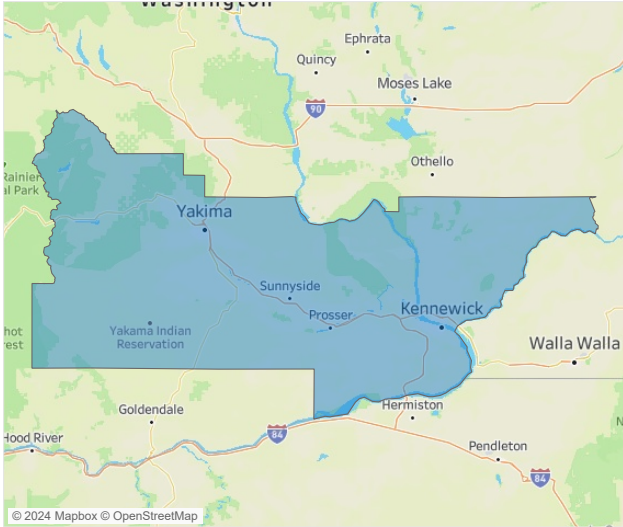 Washington
Ephrata
Quincy
Moses Lake
90
Othello
Rainier
al Park
Yakima
Sunnyside
Prosser
Kennewick
Yakama Indian
Reservation
hot
rest
Walla Walla
Goldendale
Hermiston
84
Hood River
Pendleton
84
N
© 2024 Mapbox © OpenStreetMap